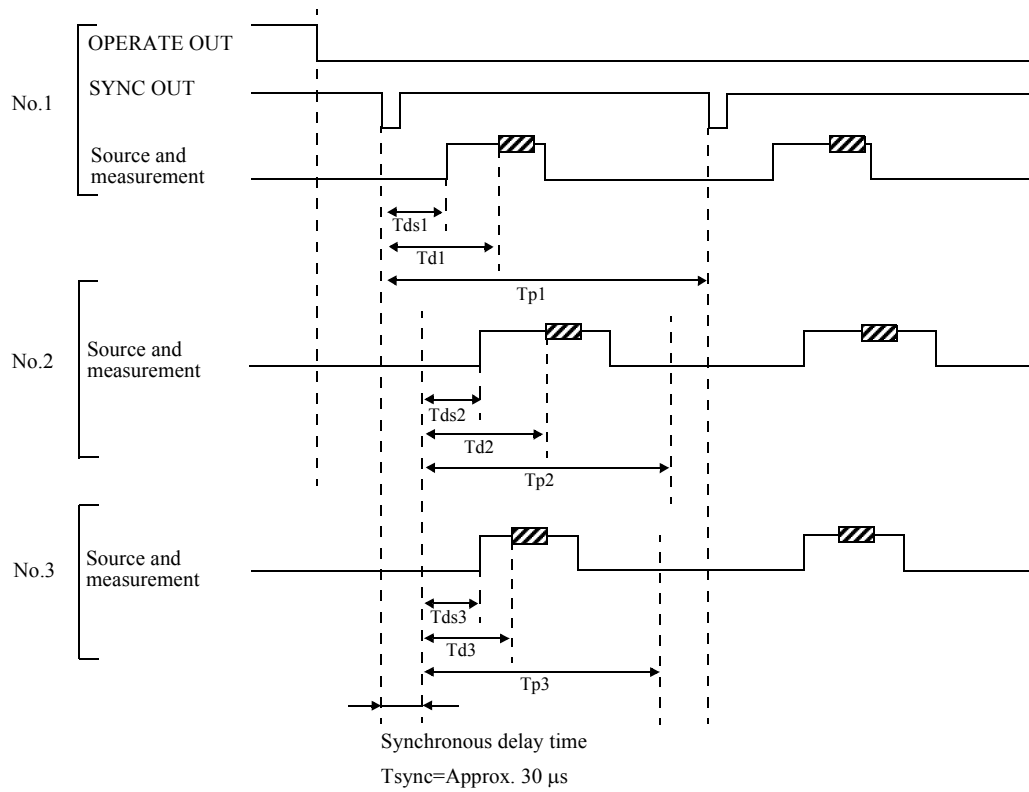 OPERATE OUT
SYNC OUT
No.1
Source and
measurement
Tds1
Td1
Tp1
No.2
Source and
measurement
Tds2
Td2
Tp2
No.3
Source and
measurement
Tds3
Td3
Tp3
Synchronous delay time
Tsync=Approx. 30 μs